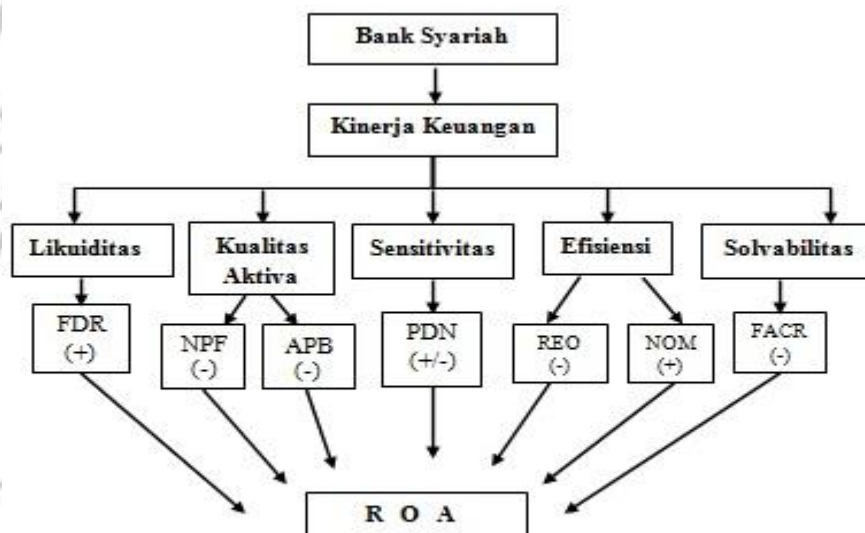 Bank Syariah
Kinerja Keuangan
Likuiditas
Kualitas
Aktiva
Sensitivitas
Efisiensi
Solvabilitas
FDR
(+)
NPF
(-)
APB
(-)
PDN
(+/-)
REO
(-)
NOM
(+)
FACR
(-)
R O A